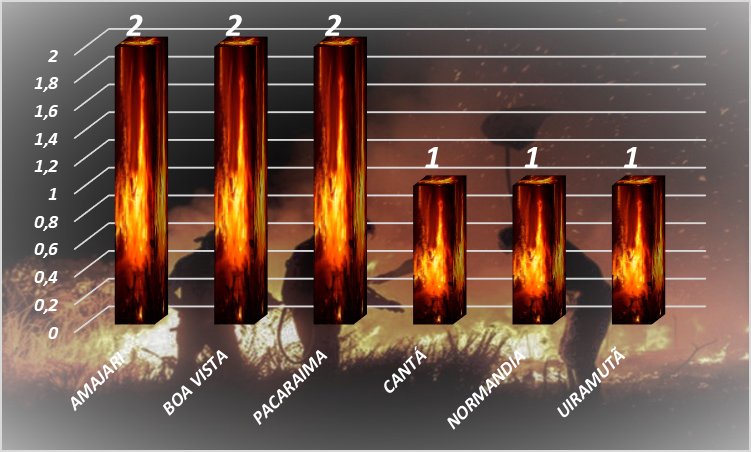 2 2 2
1 1 1
2
1,8
1,6
1,4
1,2
1
0,8
0,6
0,4
0,2
0
AMAJARI
BOA VISTA
PACARAIMA
CANTÁ
NORMANDIA
UIRAMUTÃ